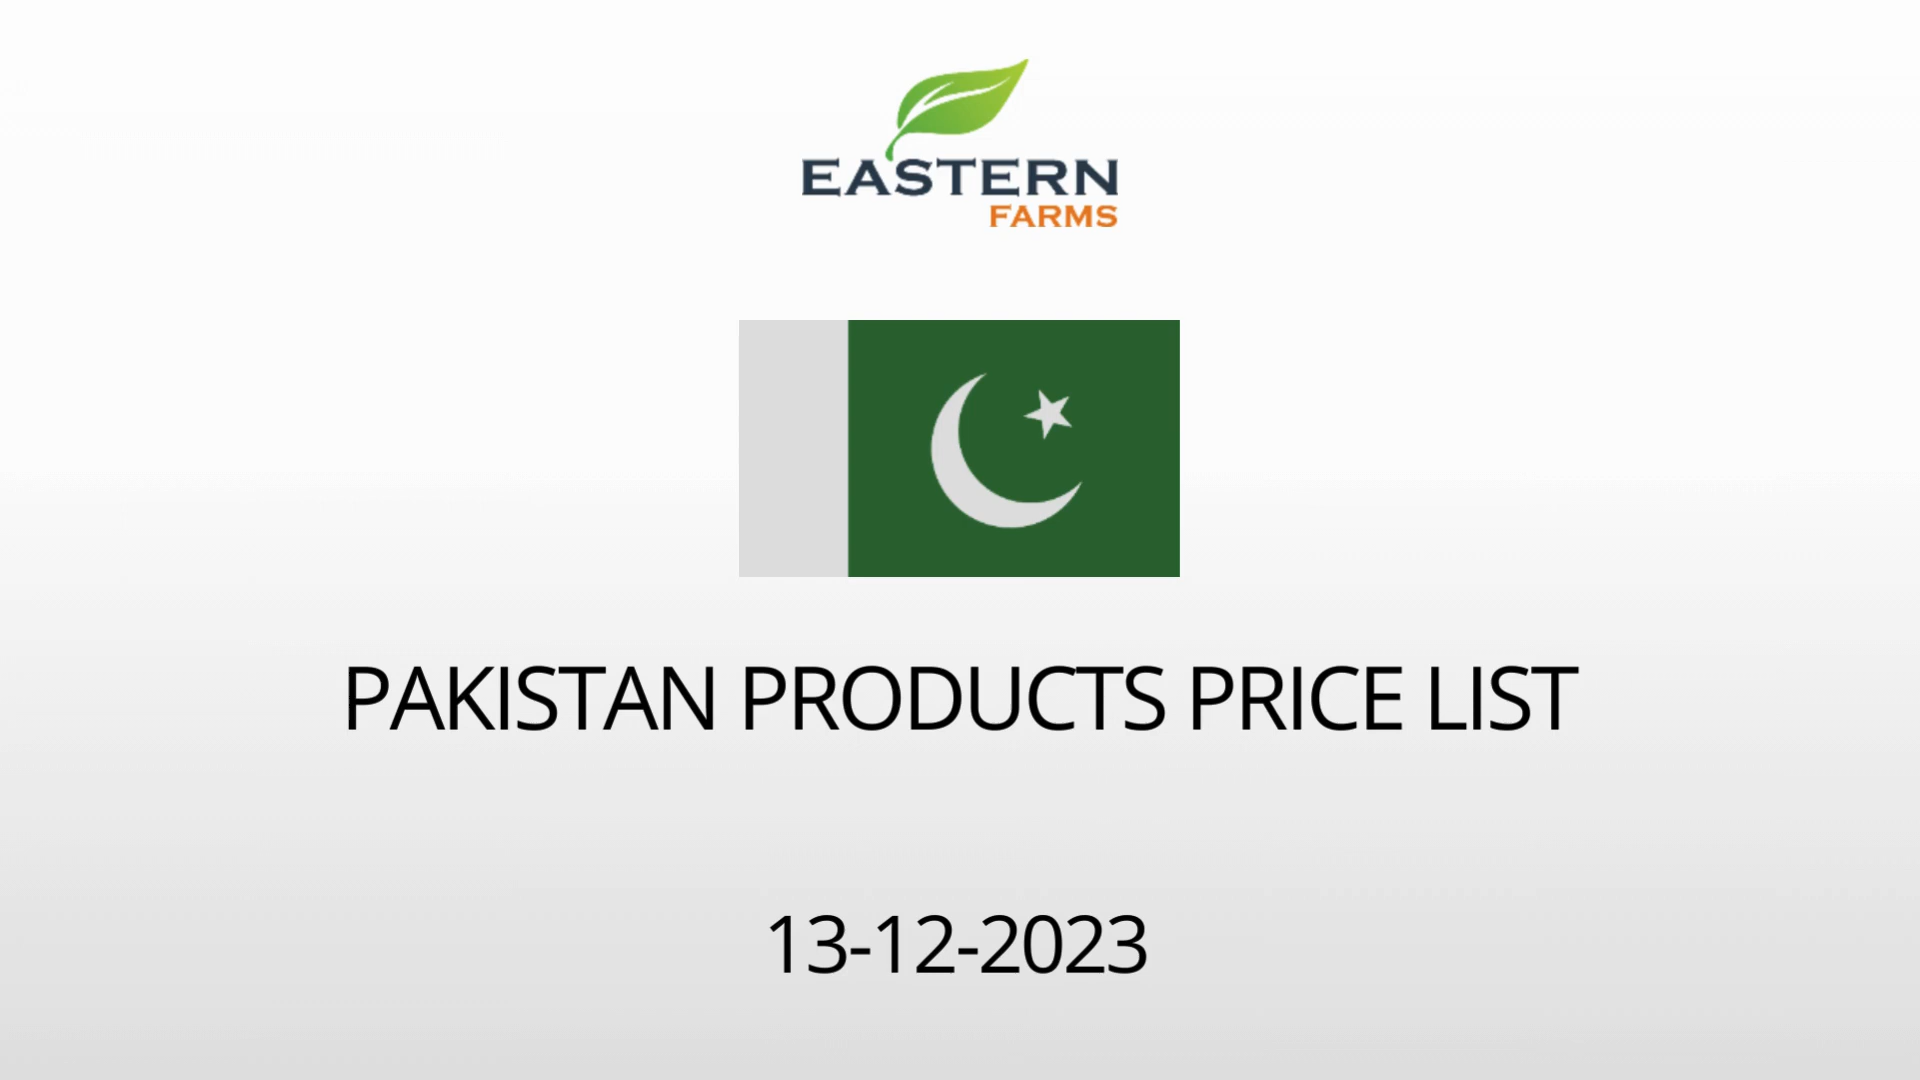 EASTERN
FARMS
PAKISTAN PRODUCTS PRICE LIST
13-12-2023